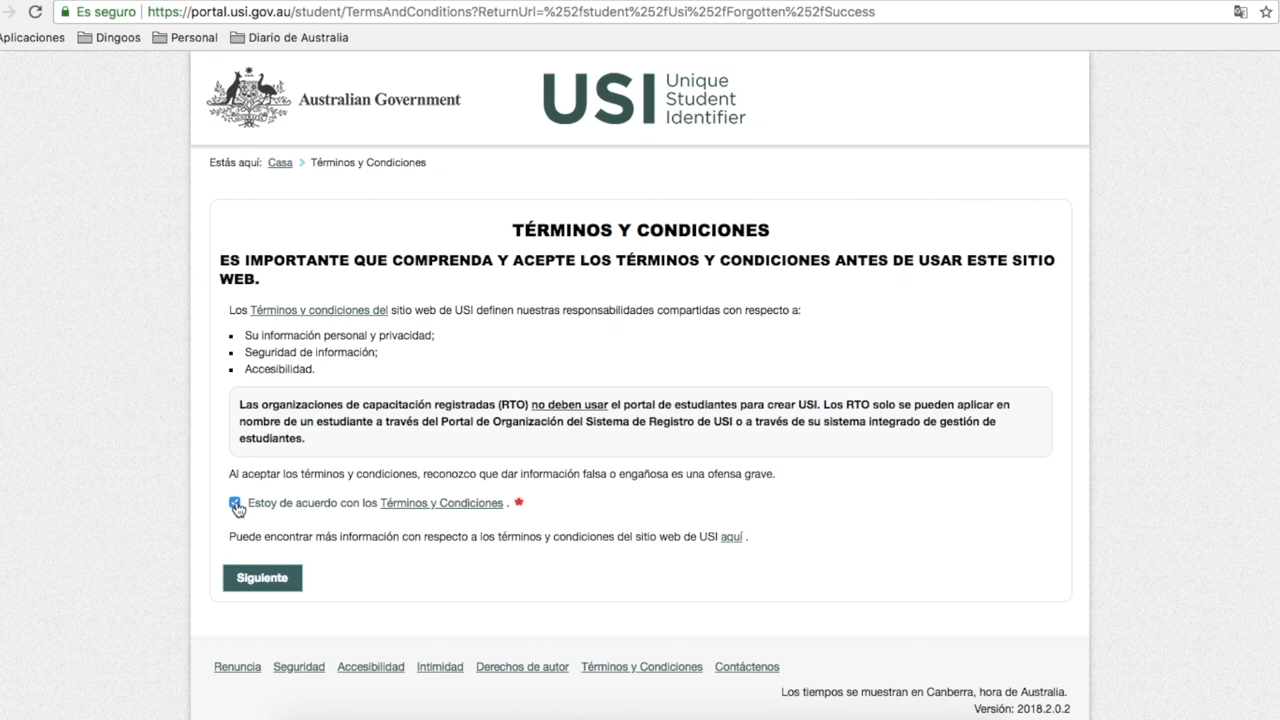 Es seguro https://portal.usi.gov.au/student/TermsAndConditions?ReturnUrl=%252fstudent%252fUsi%252fForgotten%252fSuccess
Aplicaciones Dingoos Personal Diario de Australia
Australian Government
USI Unique
Student
Identifier
Estás aquí: Casa > Términos y Condiciones
TÉRMINOS Y CONDICIONES
ES IMPORTANTE QUE COMPRENDA Y ACEPTE LOS TÉRMINOS Y CONDICIONES ANTES DE USAR ESTE SITIO
WEB.
Los Términos y condiciones del sitio web de USI definen nuestras responsabilidades compartidas con respecto a:
Su información personal y privacidad;
Seguridad de información;
Accesibilidad.
Las organizaciones de capacitación registradas (RTO) no deben usar el portal de estudiantes para crear USI. Los RTO solo se pueden aplicar en
nombre de un estudiante a través del Portal de Organización del Sistema de Registro de USI o a través de su sistema integrado de gestión de
estudiantes.
Al aceptar los términos y condiciones, reconozco que dar información falsa o engañosa es una ofensa grave.
Estoy de acuerdo con los Términos y Condiciones . *
Puede encontrar más información con respecto a los términos y condiciones del sitio web de USI aquí .
Siguiente
Renuncia Seguridad Accesibilidad Intimidad Derechos de autor Términos y Condiciones Contáctenos
Los tiempos se muestran en Canberra, hora de Australia.
Versión: 2018.2.0.2